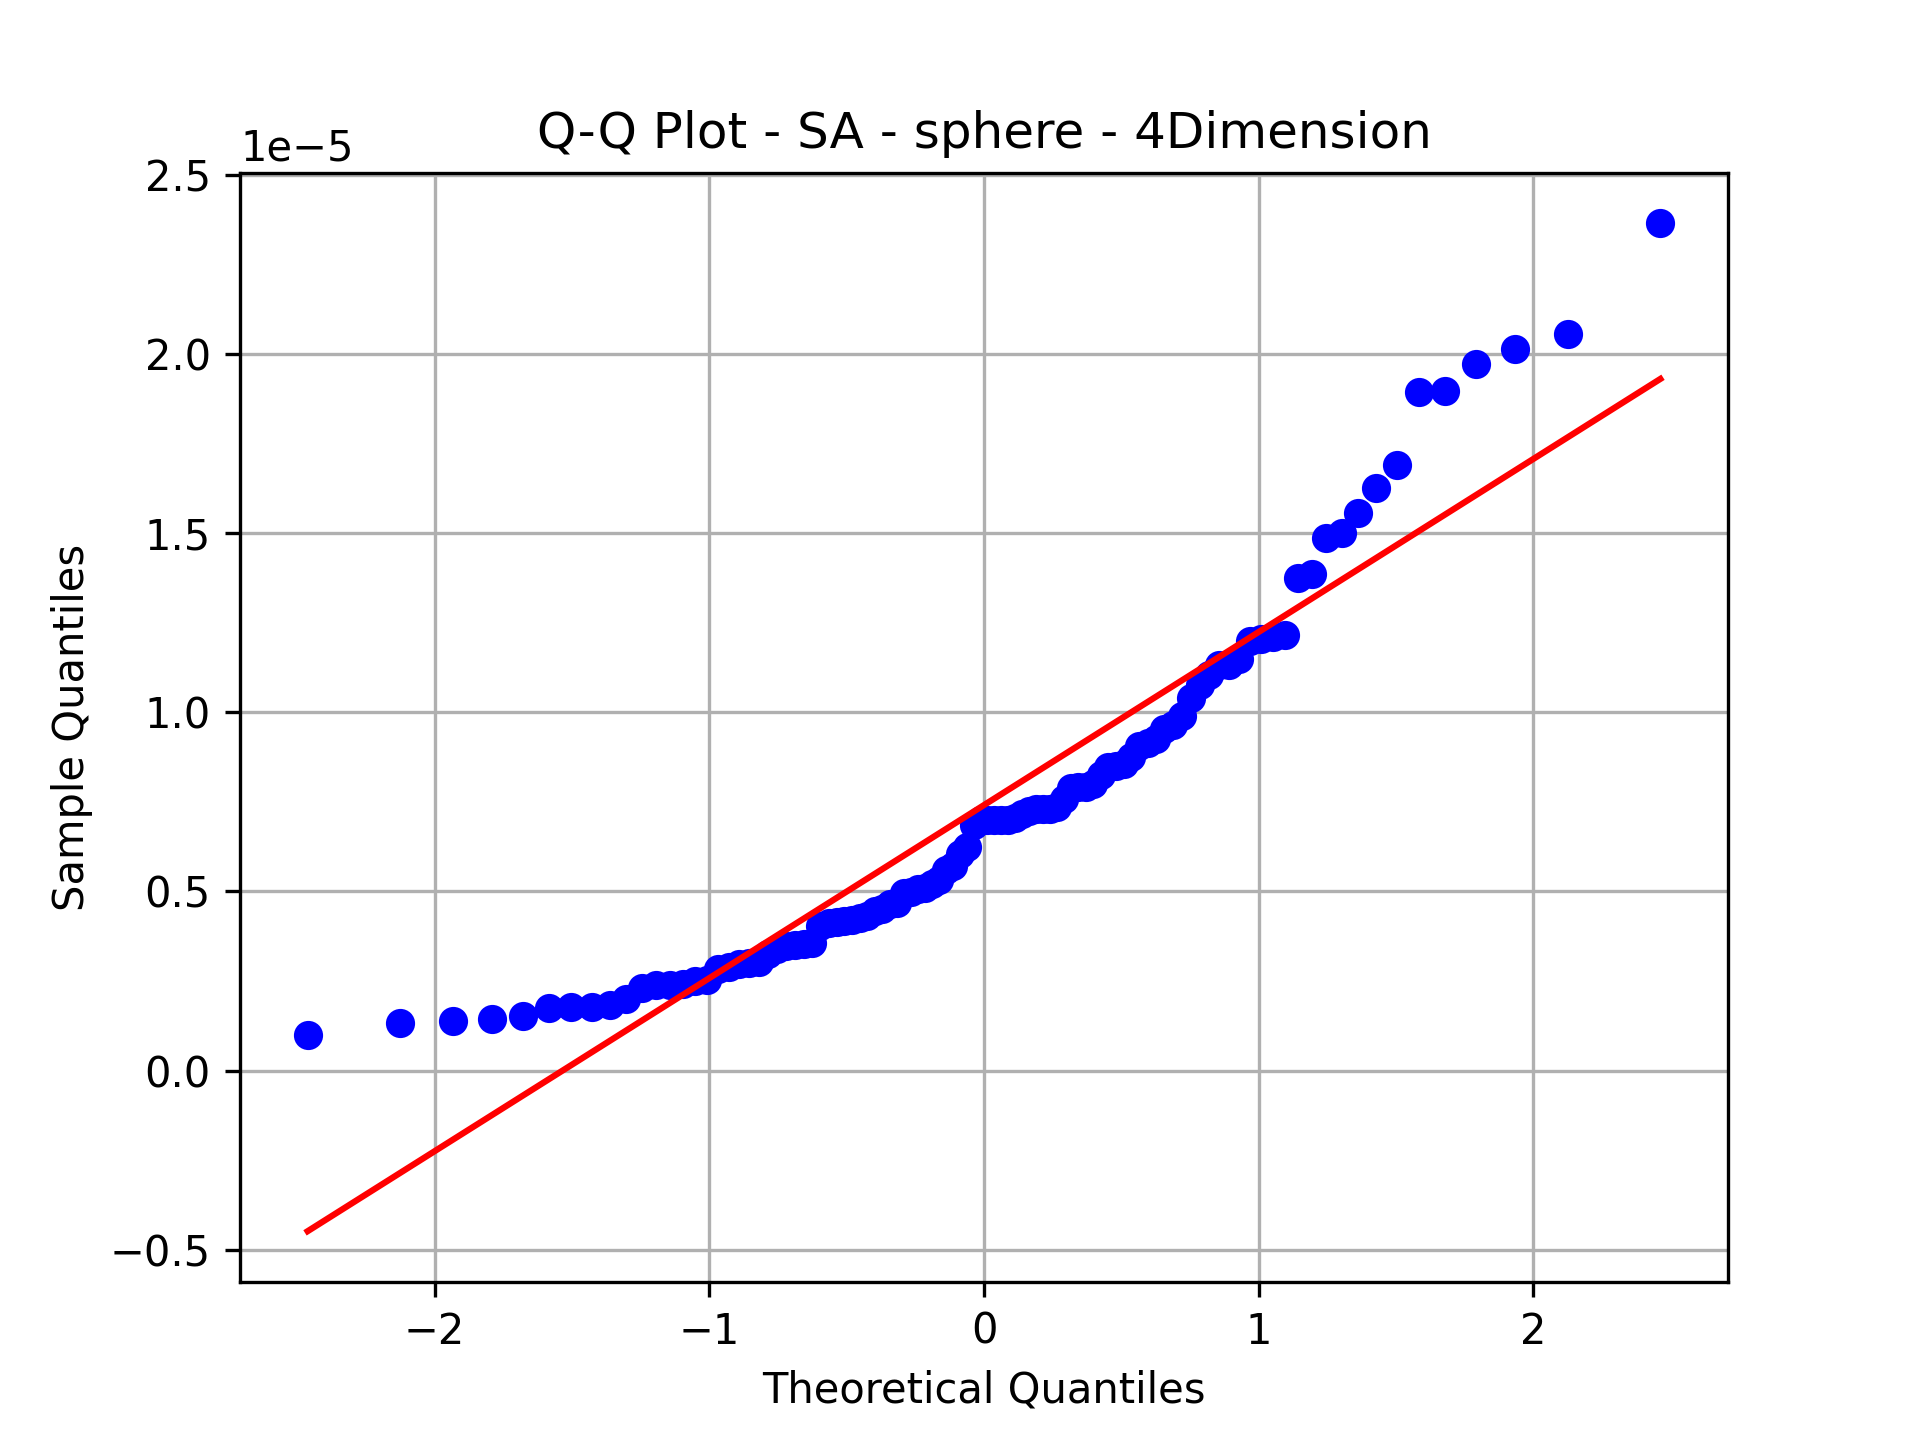 Q-Q Plot - SA - sphere - 4Dimension
1e−5
2.5
2.0
1.5
1.0
0.5
0.0
−0.5
Sample Quantiles
−2 −1 0 1 2
Theoretical Quantiles